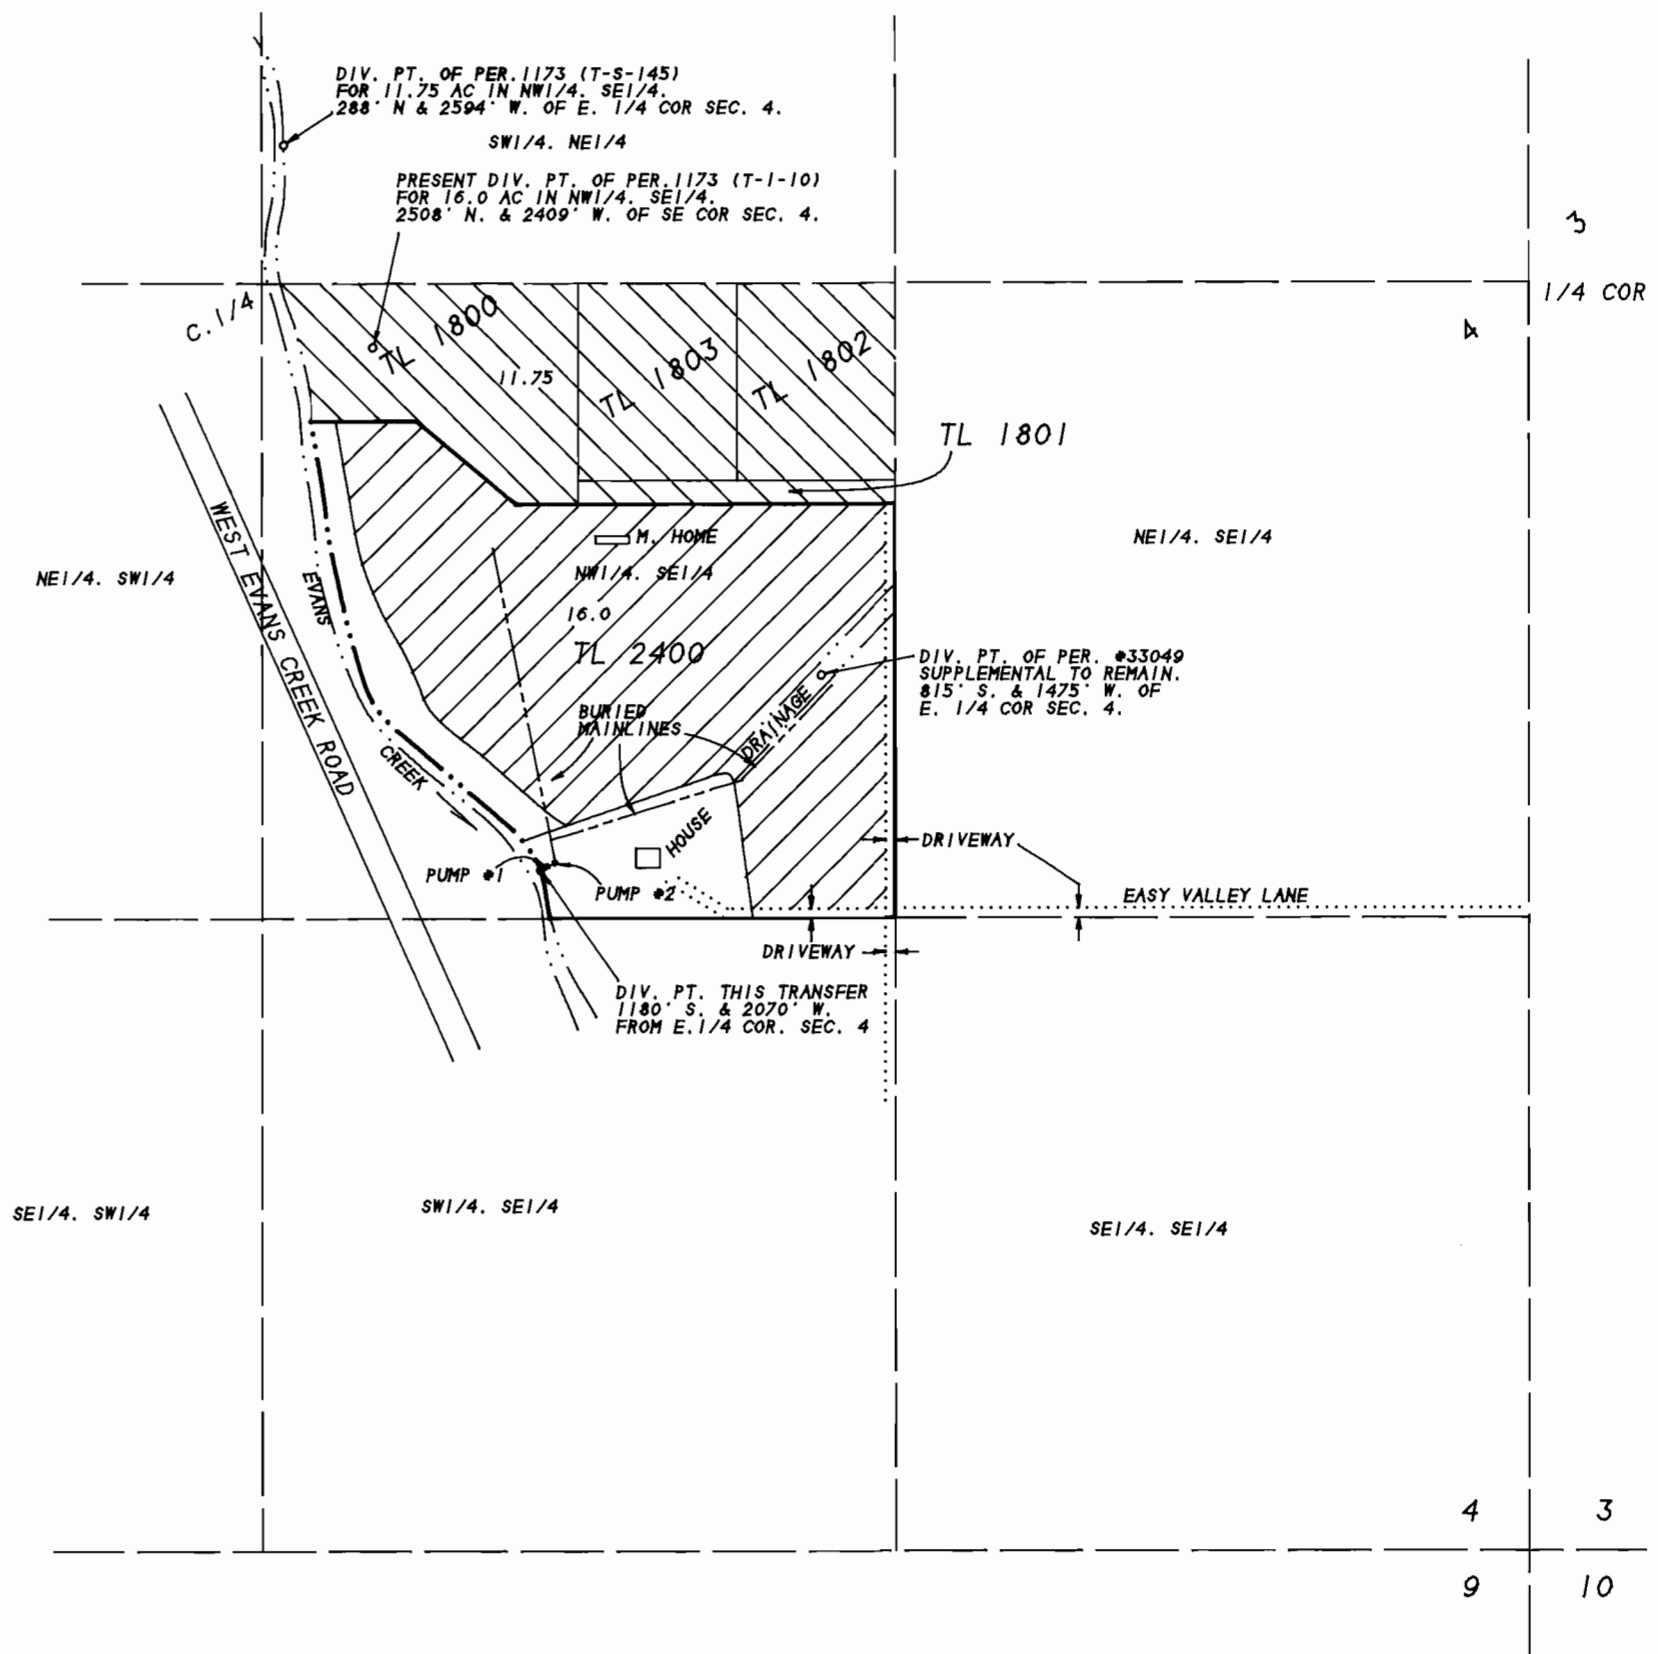 DIV. PT. OF PER.1173 (T-S-145)
FOR 11.75 AC IN NW1/4. SE1/4.
288' N & 2594' W. OF E. 1/4 COR SEC. 4.
SW1/4. NE1/4
PRESENT DIV. PT. OF PER.1173 (T-1-10)
FOR 16.0 AC IN NW1/4. SE1/4.
2508' N. & 2409' W. OF SE COR SEC. 4.
3
1/4 COR
4
C.1/4
TL 1800
11.75
TL 1803
TL 1802
TL 1801
WEST EVANS CREEK ROAD
NE1/4. SW1/4
EVANS
CREEK
M. HOME
NW1/4. SE1/4
16.0
TL 2400
NE1/4. SE1/4
DIV. PT. OF PER. #33049
SUPPLEMENTAL TO REMAIN.
815' S. & 1475' W. OF
E. 1/4 COR SEC. 4.
BURIED
MAINLINES
DRAINAGE
HOUSE
DRIVEWAY
PUMP #1
PUMP #2
EASY VALLEY LANE
DRIVEWAY
DIV. PT. THIS TRANSFER
1180' S. & 2070' W.
FROM E.1/4 COR. SEC. 4
SE1/4. SW1/4
SW1/4. SE1/4
SE1/4. SE1/4
4 3
9 10